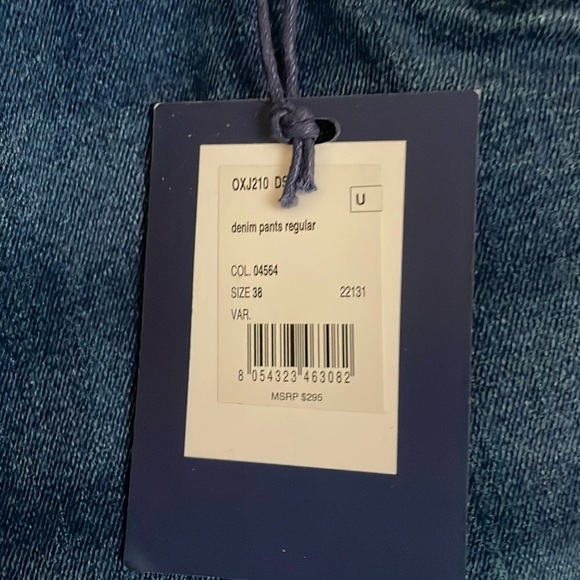 OXJ210
U
denim pants regular
COL. 04564
SIZE 38 22131
VAR.
8 054323 463082
MSRP $295